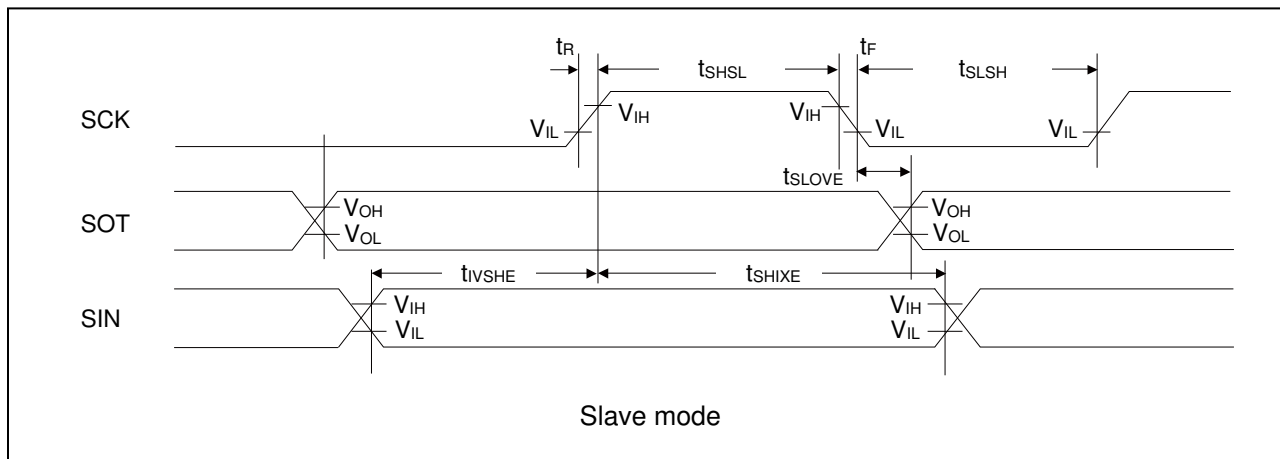 tR tF
tSHSL tSLSH
SCK VIH VIH
VIL VIL VIL
tSLOVE
SOT VOH VOH
VOL VOL
tIVSHE tSHIXE
SIN VIH VIH
VIL VIL
Slave mode